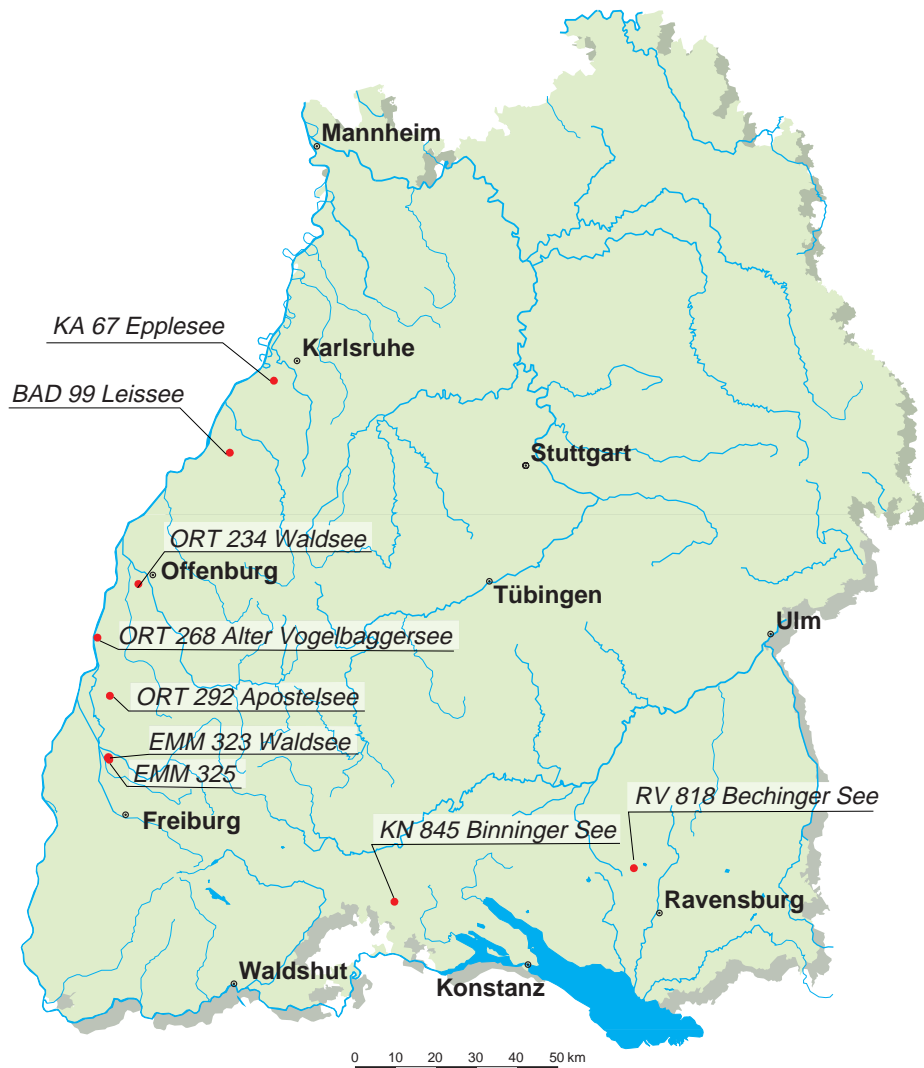 Mannheim
KA 67 Epplesee
Karlsruhe
BAD 99 Leissee
Stuttgart
ORT 234 Waldsee
Offenburg
Tübingen
Ulm
ORT 268 Alter Vogelbaggersee
ORT 292 Apostelsee
EMM 323 Waldsee
EMM 325
RV 818 Bechinger See
Freiburg
KN 845 Binninger See
Ravensburg
Waldshut
Konstanz
0 10 20 30 40 50 km